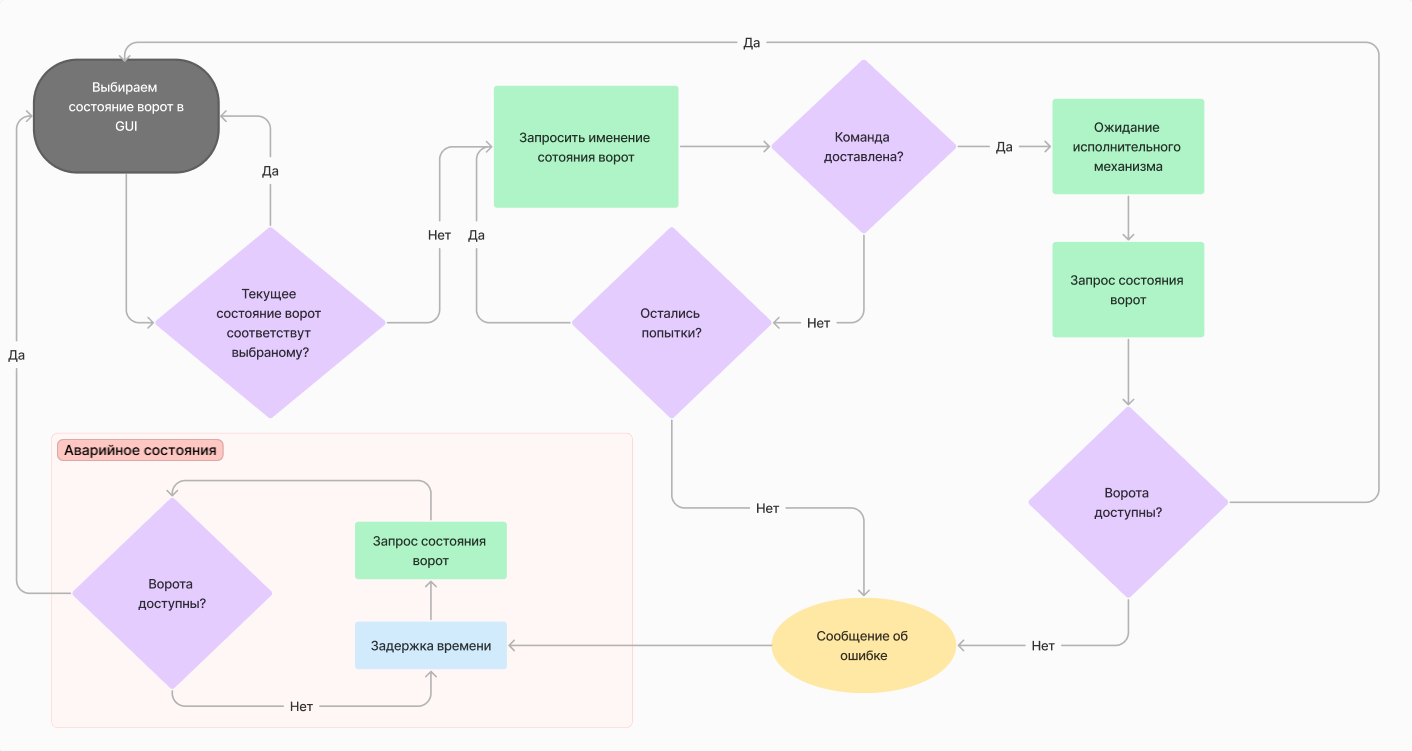 Да
Выбираем
состояние ворот в
GUI
Да
Текущее
состояние ворот
соответствут
выбраному?
Нет
Да
Запросить именение
сотояния ворот
Команда
доставлена?
Да
Ожидание
исполнительного
механизма
Остались
попытки?
Нет
Запрос состояния
ворот
Да
Аварийное состояния
Ворота
доступны?
Запрос состояния
ворот
Задержка времени
Нет
Нет
Ворота
доступны?
Сообщение об
ошибке
Нет